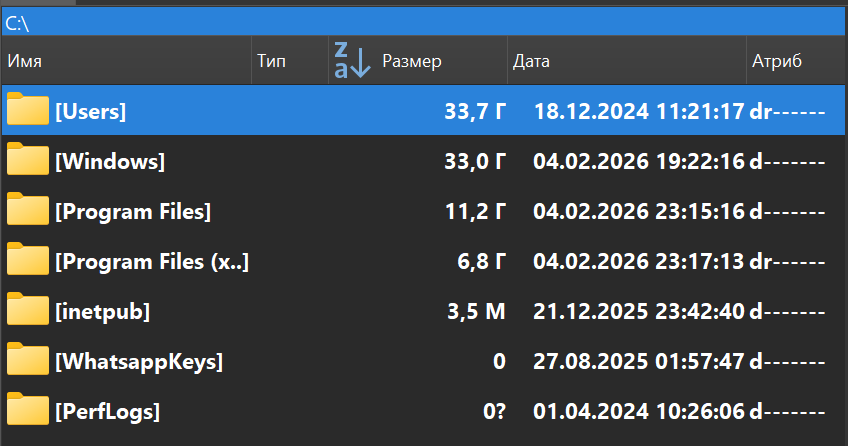 C:\
Имя Тип Размер Дата Атриб
[Users] 33,7 Г 18.12.2024 11:21:17 dr------
[Windows] 33,0 Г 04.02.2026 19:22:16 d-------
[Program Files] 11,2 Г 04.02.2026 23:15:16 d-------
[Program Files (x..] 6,8 Г 04.02.2026 23:17:13 dr------
[inetpub] 3,5 М 21.12.2025 23:42:40 d-------
[WhatsappKeys] 0 27.08.2025 01:57:47 d-------
[PerfLogs] 0? 01.04.2024 10:26:06 d-------